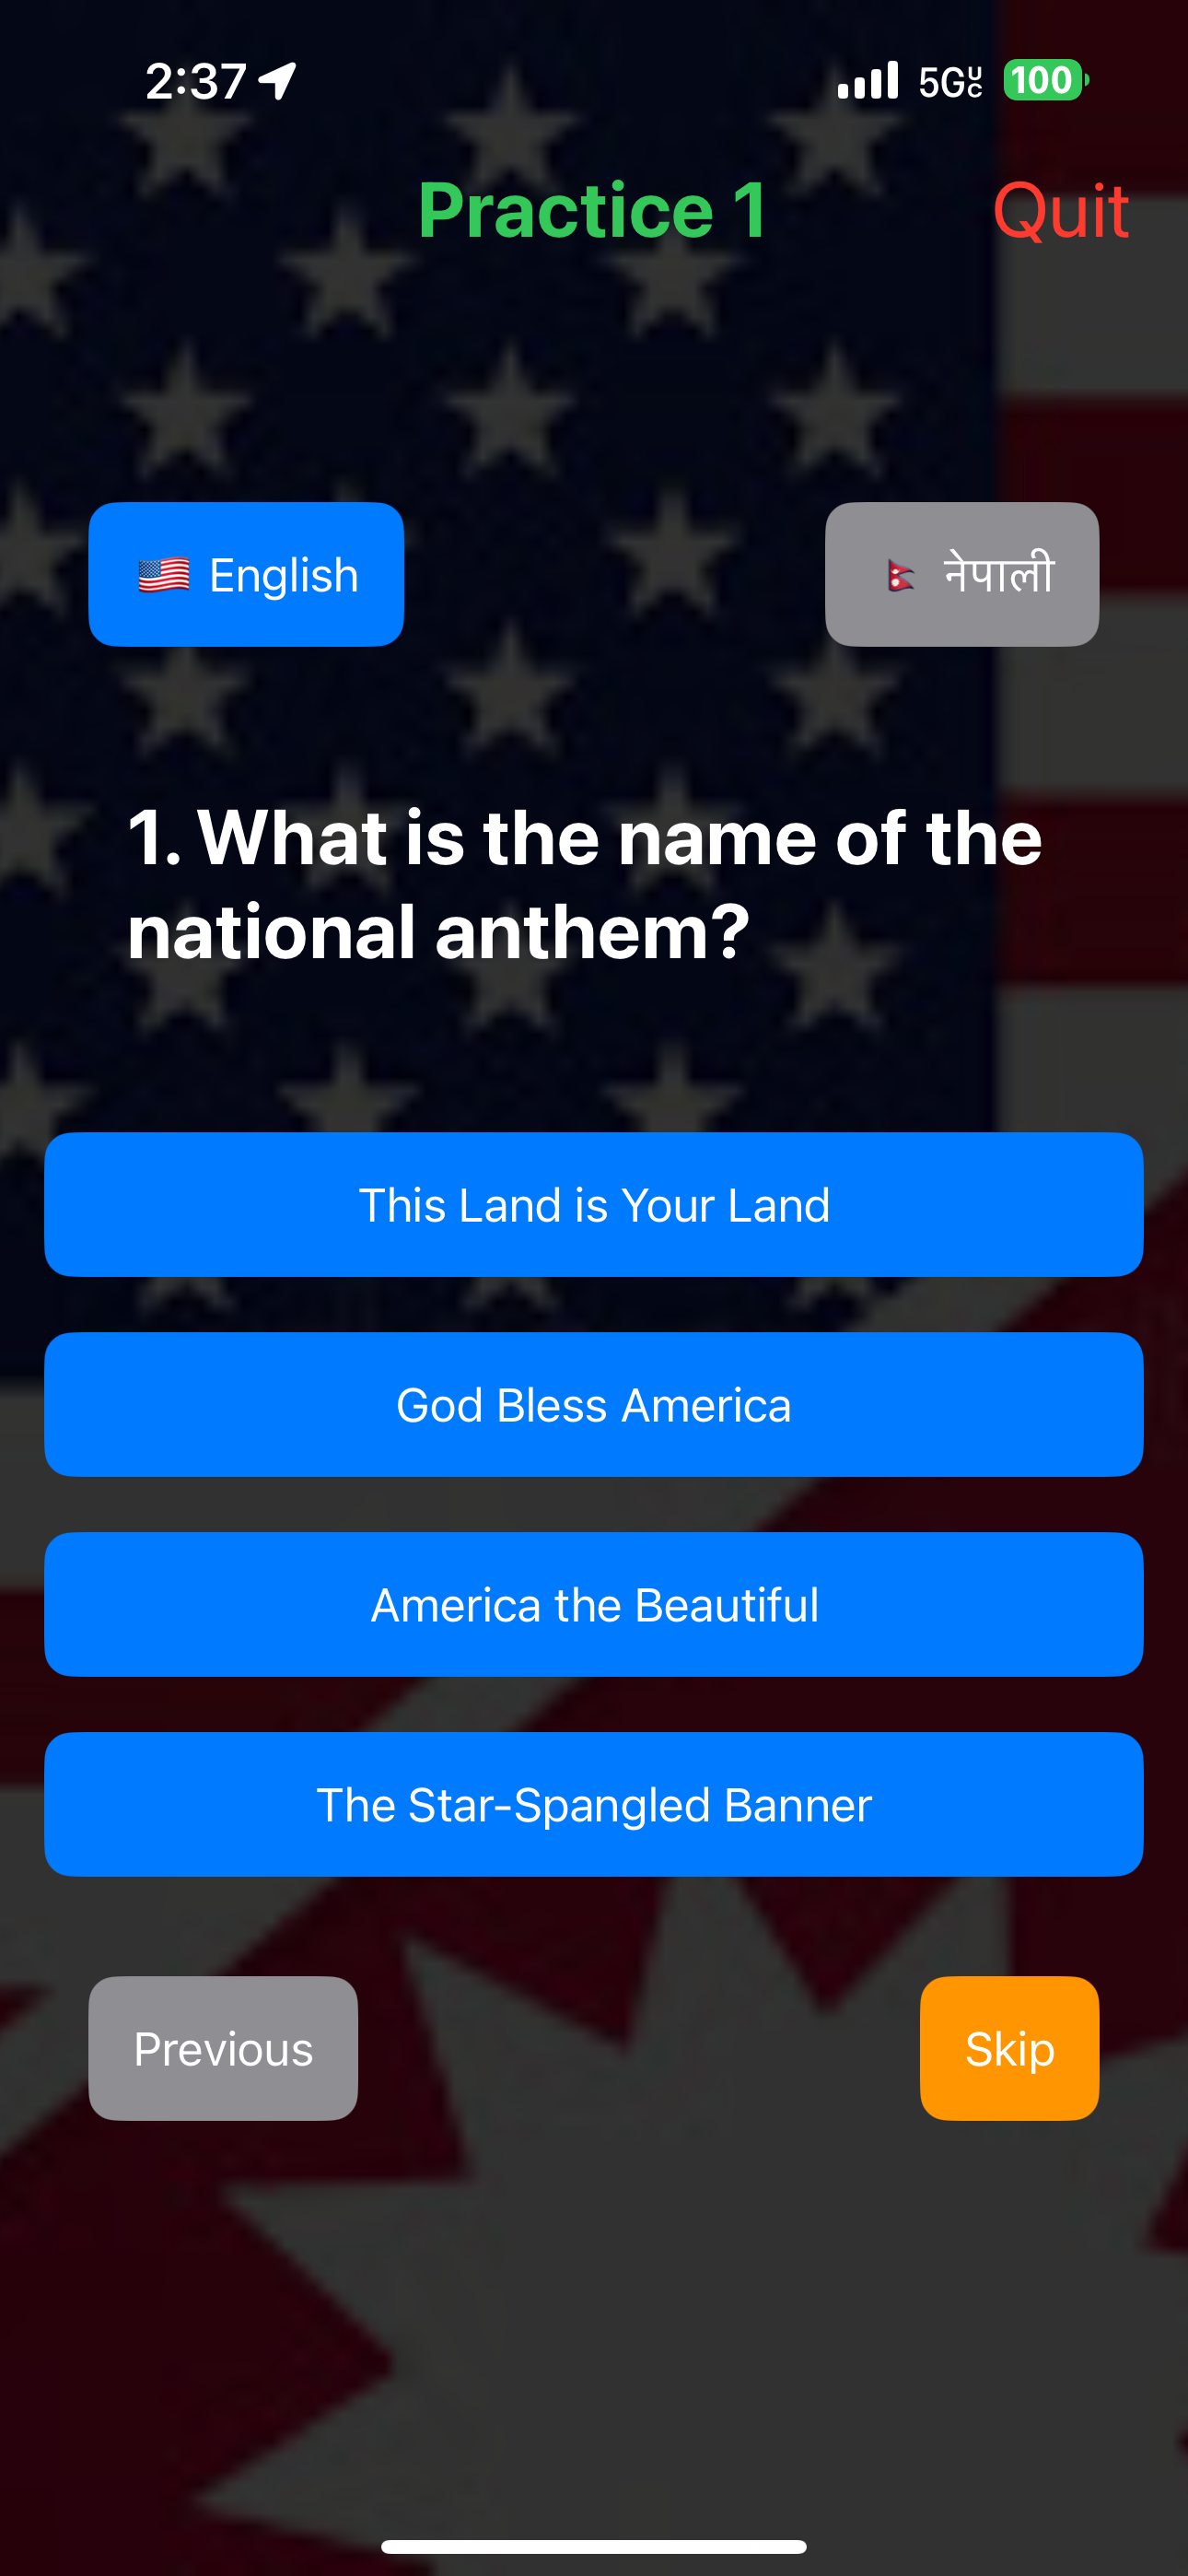 2:37
5G UC
100
Practice 1
Quit
English
नेपाली
1. What is the name of the
national anthem?
This Land is Your Land
God Bless America
America the Beautiful
The Star-Spangled Banner
Previous
Skip